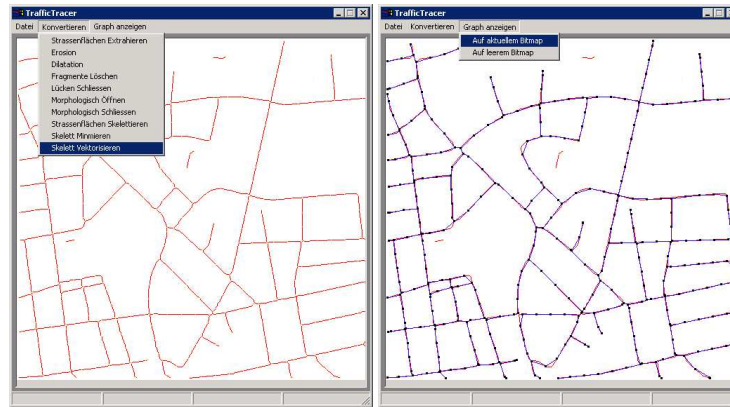 TrafficTracer
Datei Konvertieren Graph anzeigen
Strassenflächen Extrahieren
Erosion
Dilatation
Fragmente Löschen
Lücken Schliessen
Morphologisch Öffnen
Morphologisch Schliessen
Strassenflächen Skelettieren
Skelett Minmieren
Skelett Vektorisieren
TrafficTracer
Datei Konvertieren Graph anzeigen
Auf aktuellem Bitmap
Auf leerem Bitmap